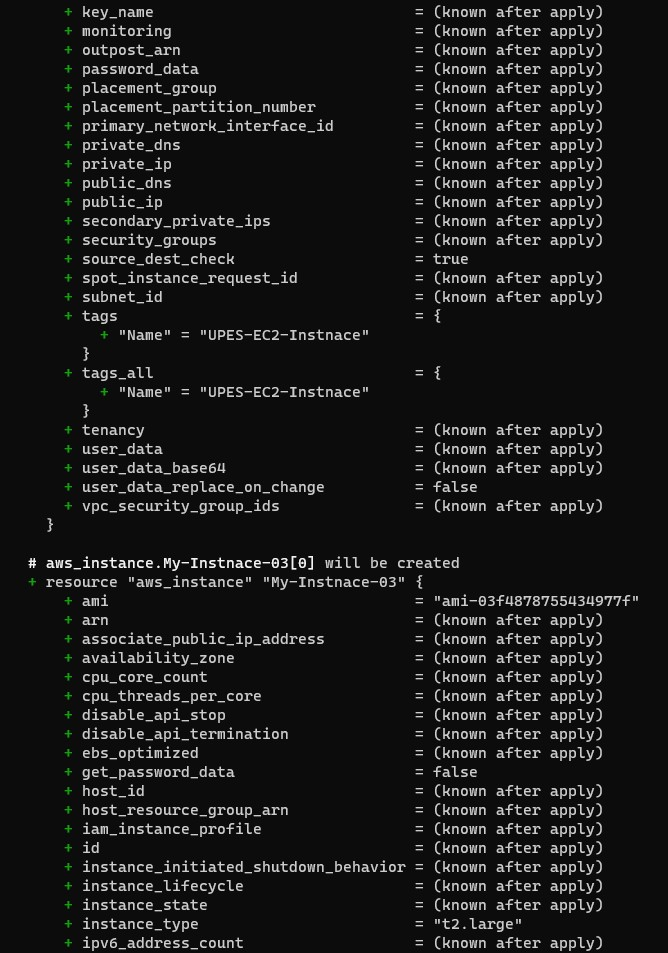 + key_name = (known after apply)
+ monitoring = (known after apply)
+ outpost_arn = (known after apply)
+ password_data = (known after apply)
+ placement_group = (known after apply)
+ placement_partition_number = (known after apply)
+ primary_network_interface_id = (known after apply)
+ private_dns = (known after apply)
+ private_ip = (known after apply)
+ public_dns = (known after apply)
+ public_ip = (known after apply)
+ secondary_private_ips = (known after apply)
+ security_groups = (known after apply)
+ source_dest_check = true
+ spot_instance_request_id = (known after apply)
+ subnet_id = (known after apply)
+ tags = {
+ "Name" = "UPES-EC2-Instnace"
}
+ tags_all = {
+ "Name" = "UPES-EC2-Instnace"
}
+ tenancy = (known after apply)
+ user_data = (known after apply)
+ user_data_base64 = (known after apply)
+ user_data_replace_on_change = false
+ vpc_security_group_ids = (known after apply)
}
# aws_instance.My-Instnace-03[0] will be created
+ resource "aws_instance" "My-Instnace-03" {
+ ami = "ami-03f4878755434977f"
+ arn = (known after apply)
+ associate_public_ip_address = (known after apply)
+ availability_zone = (known after apply)
+ cpu_core_count = (known after apply)
+ cpu_threads_per_core = (known after apply)
+ disable_api_stop = (known after apply)
+ disable_api_termination = (known after apply)
+ ebs_optimized = (known after apply)
+ get_password_data = false
+ host_id = (known after apply)
+ host_resource_group_arn = (known after apply)
+ iam_instance_profile = (known after apply)
+ id = (known after apply)
+ instance_initiated_shutdown_behavior = (known after apply)
+ instance_lifecycle = (known after apply)
+ instance_state = (known after apply)
+ instance_type = "t2.large"
+ ipv6_address_count = (known after apply)